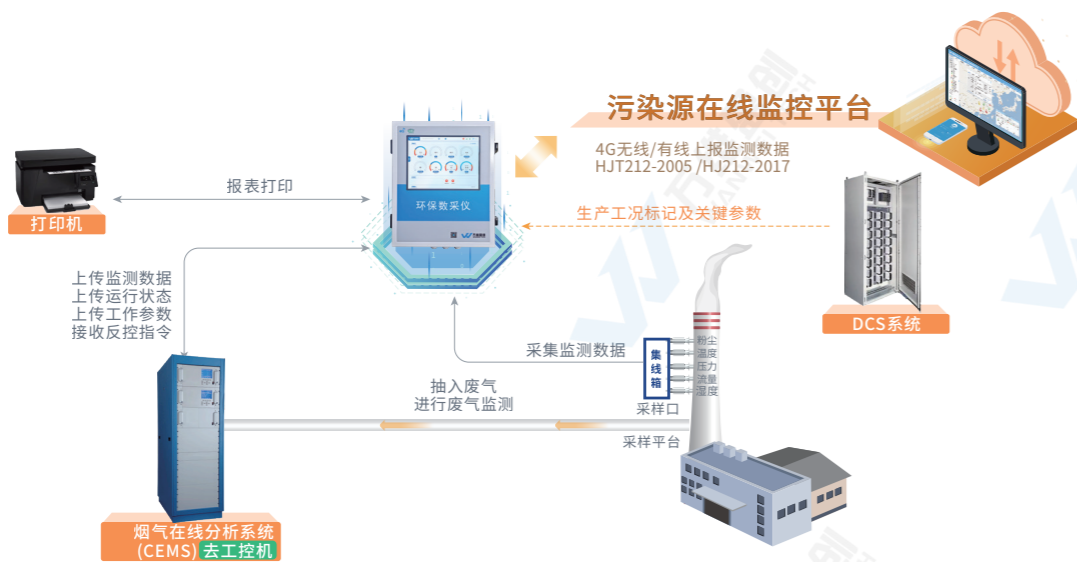 污染源在线监控平台
4G无线/有线上报监测数据
HJT212-2005 /HJ212-2017
环保数采仪
报表打印
打印机
生产工况标记及关键参数
DCS系统
上传监测数据
上传运行状态
上传工作参数
接收反控指令
采集监测数据
集线箱
粉尘
温度
压力
流量
湿度
采样口
采样平台
抽入废气
进行废气监测
烟气在线分析系统
(CEMS) 去工控机